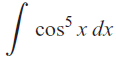 ∫ cos⁵ x dx